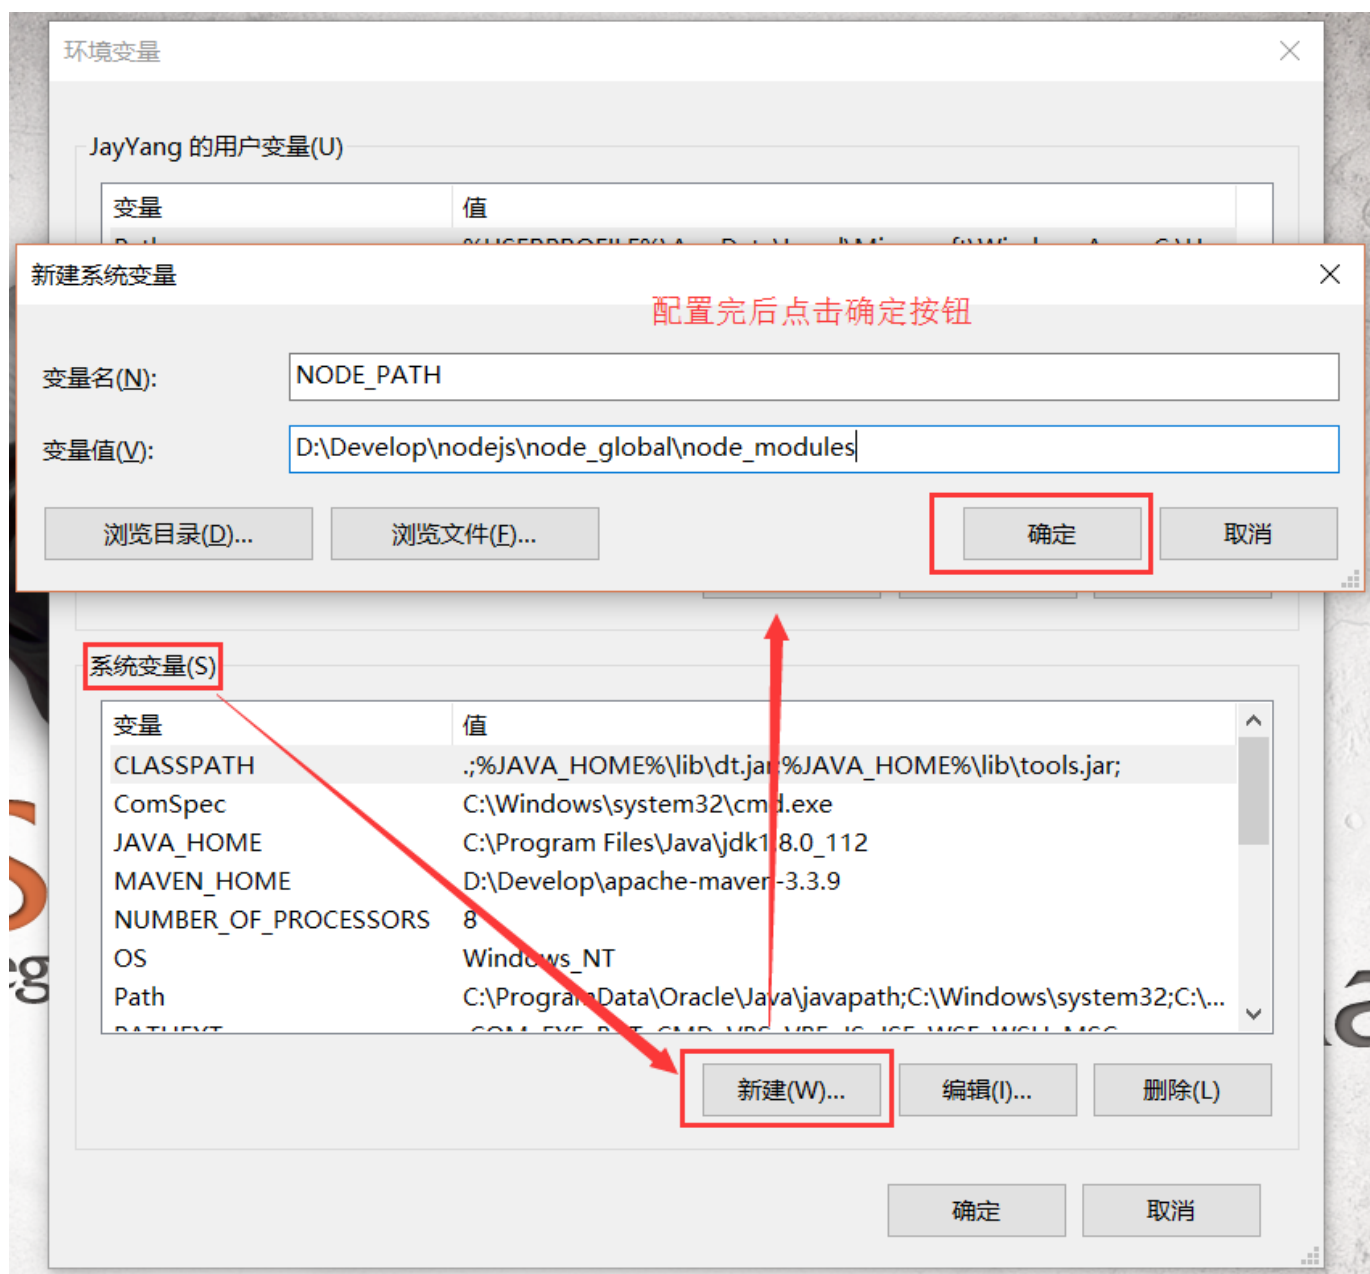 环境变量
JayYang 的用户变量(U)
变量 值
新建系统变量
配置完后点击确定按钮
变量名(N): NODE_PATH
变量值(V): D:\Develop\nodejs\node_global\node_modules
浏览目录(D)... 浏览文件(F)... 确定 取消
系统变量(S)
变量 值
CLASSPATH .;%JAVA_HOME%\lib\dt.jar;%JAVA_HOME%\lib\tools.jar;
ComSpec C:\Windows\system32\cmd.exe
JAVA_HOME C:\Program Files\Java\jdk1.8.0_112
MAVEN_HOME D:\Develop\apache-maven-3.3.9
NUMBER_OF_PROCESSORS 8
OS Windows_NT
Path C:\ProgramData\Oracle\Java\javapath;C:\Windows\system32;C:\...
新建(W)... 编辑(I)... 删除(L)
确定 取消